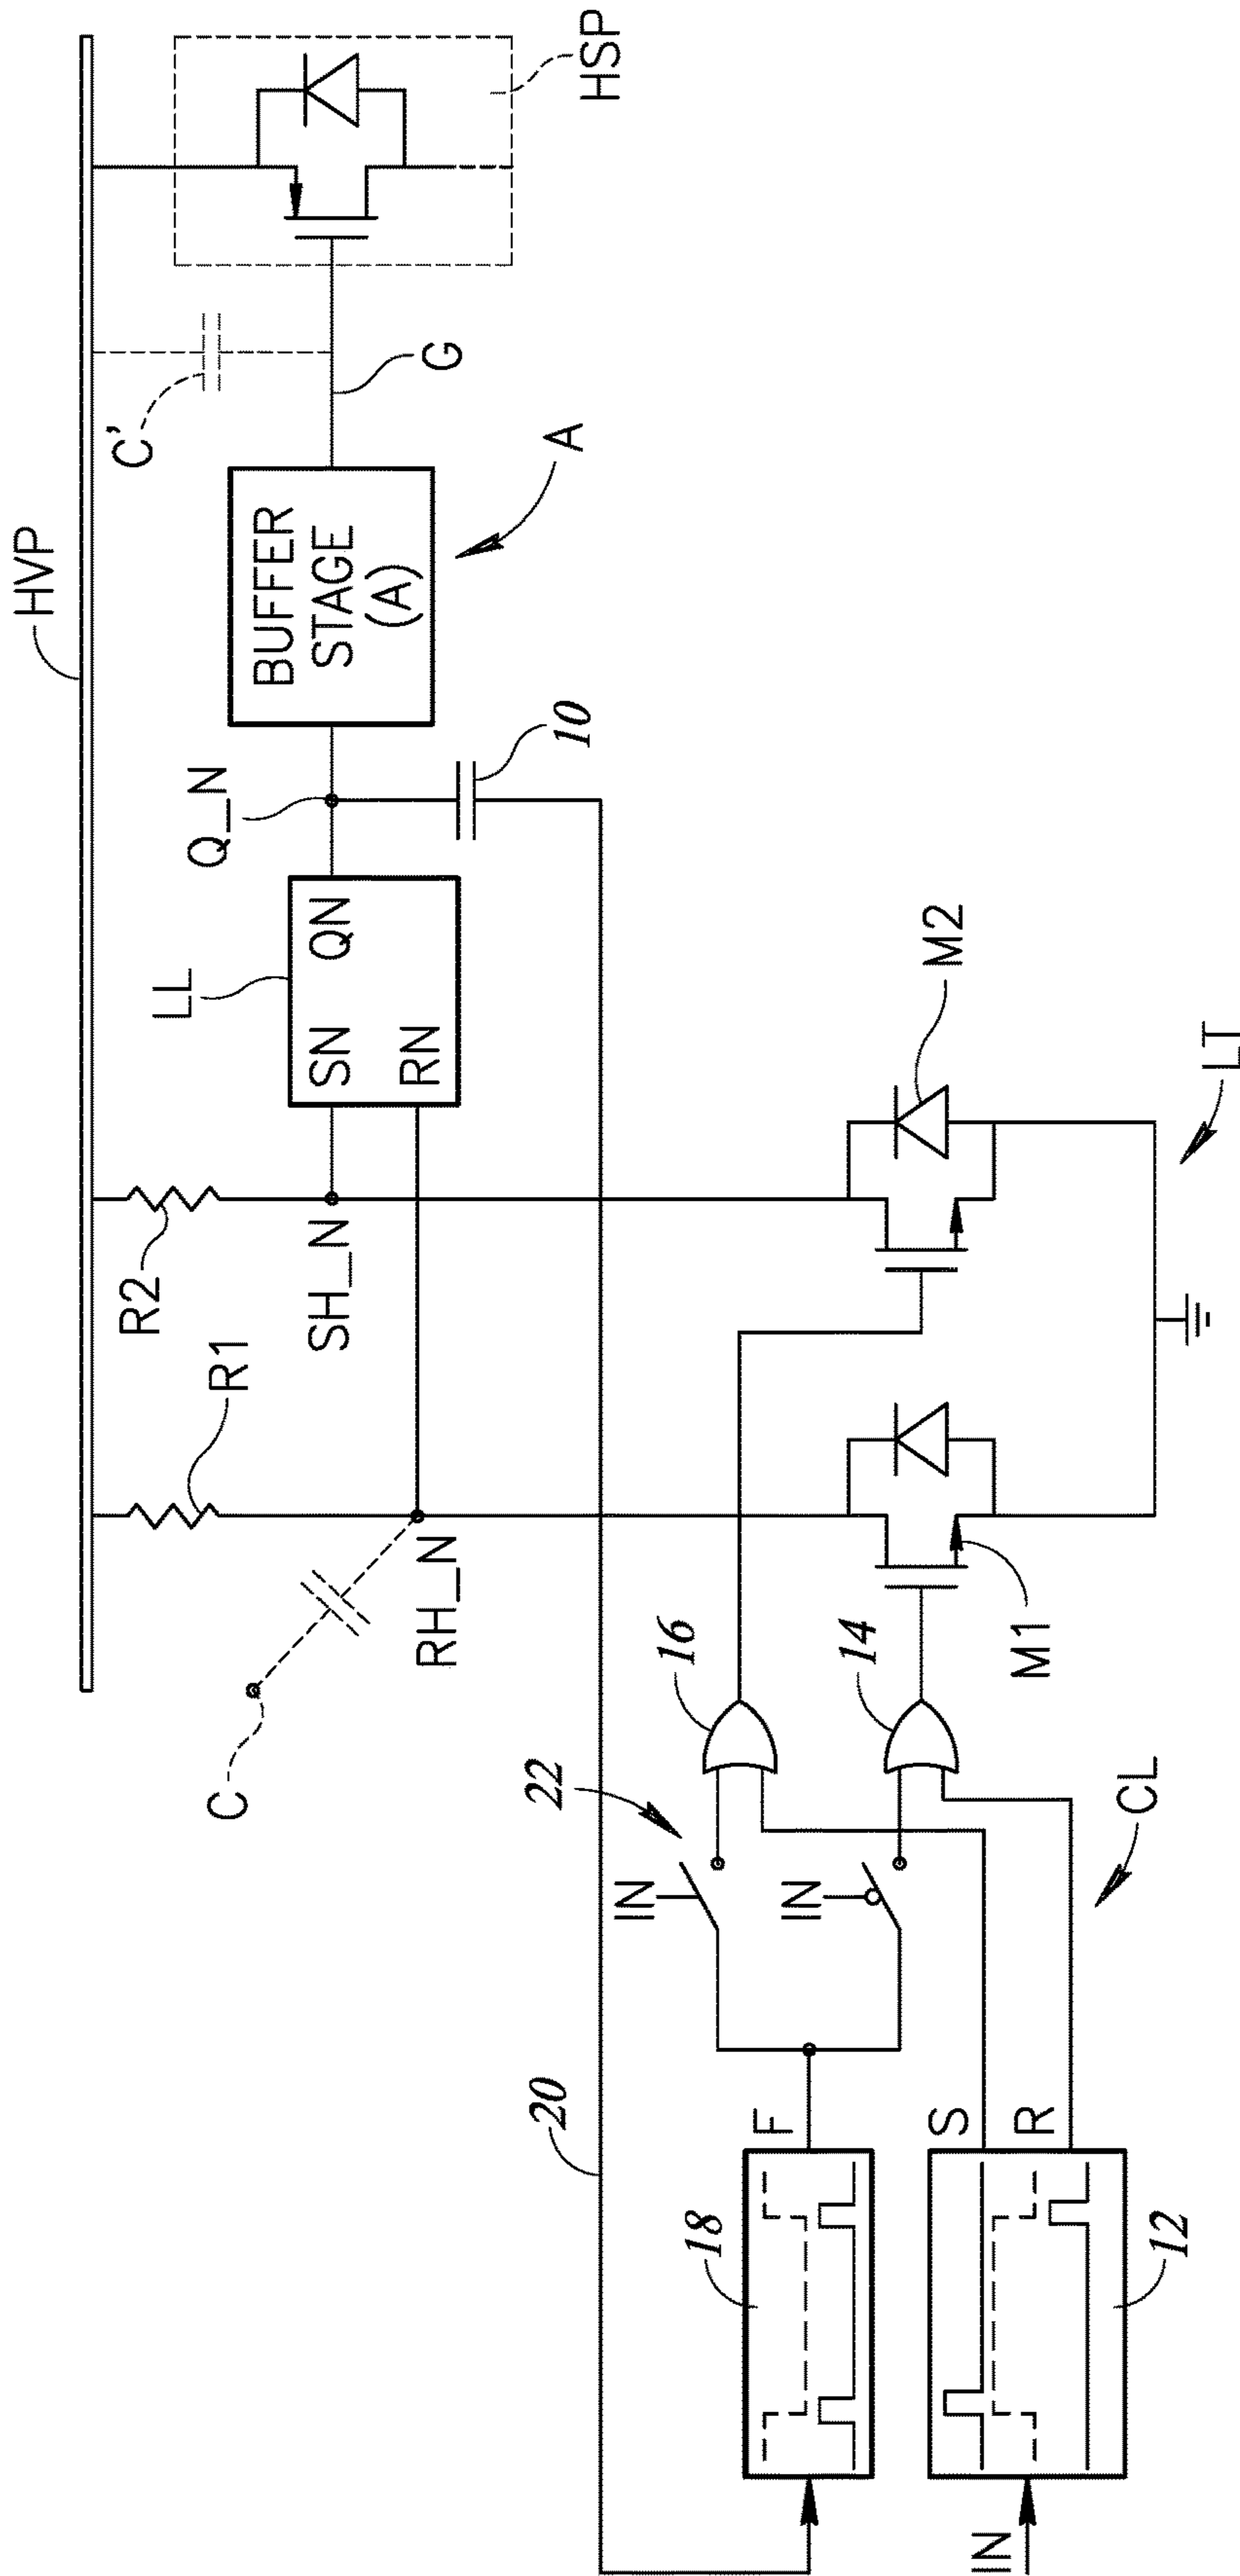 HVP
HSP
C'
G
BUFFER
STAGE
(A)
A
Q_N
10
LL
SN QN
RN
R2
SH_N
R1
RH_N
C
M2
LT
M1
16
14
22
CL
IN
IN
20
F
S
R
18
12
IN